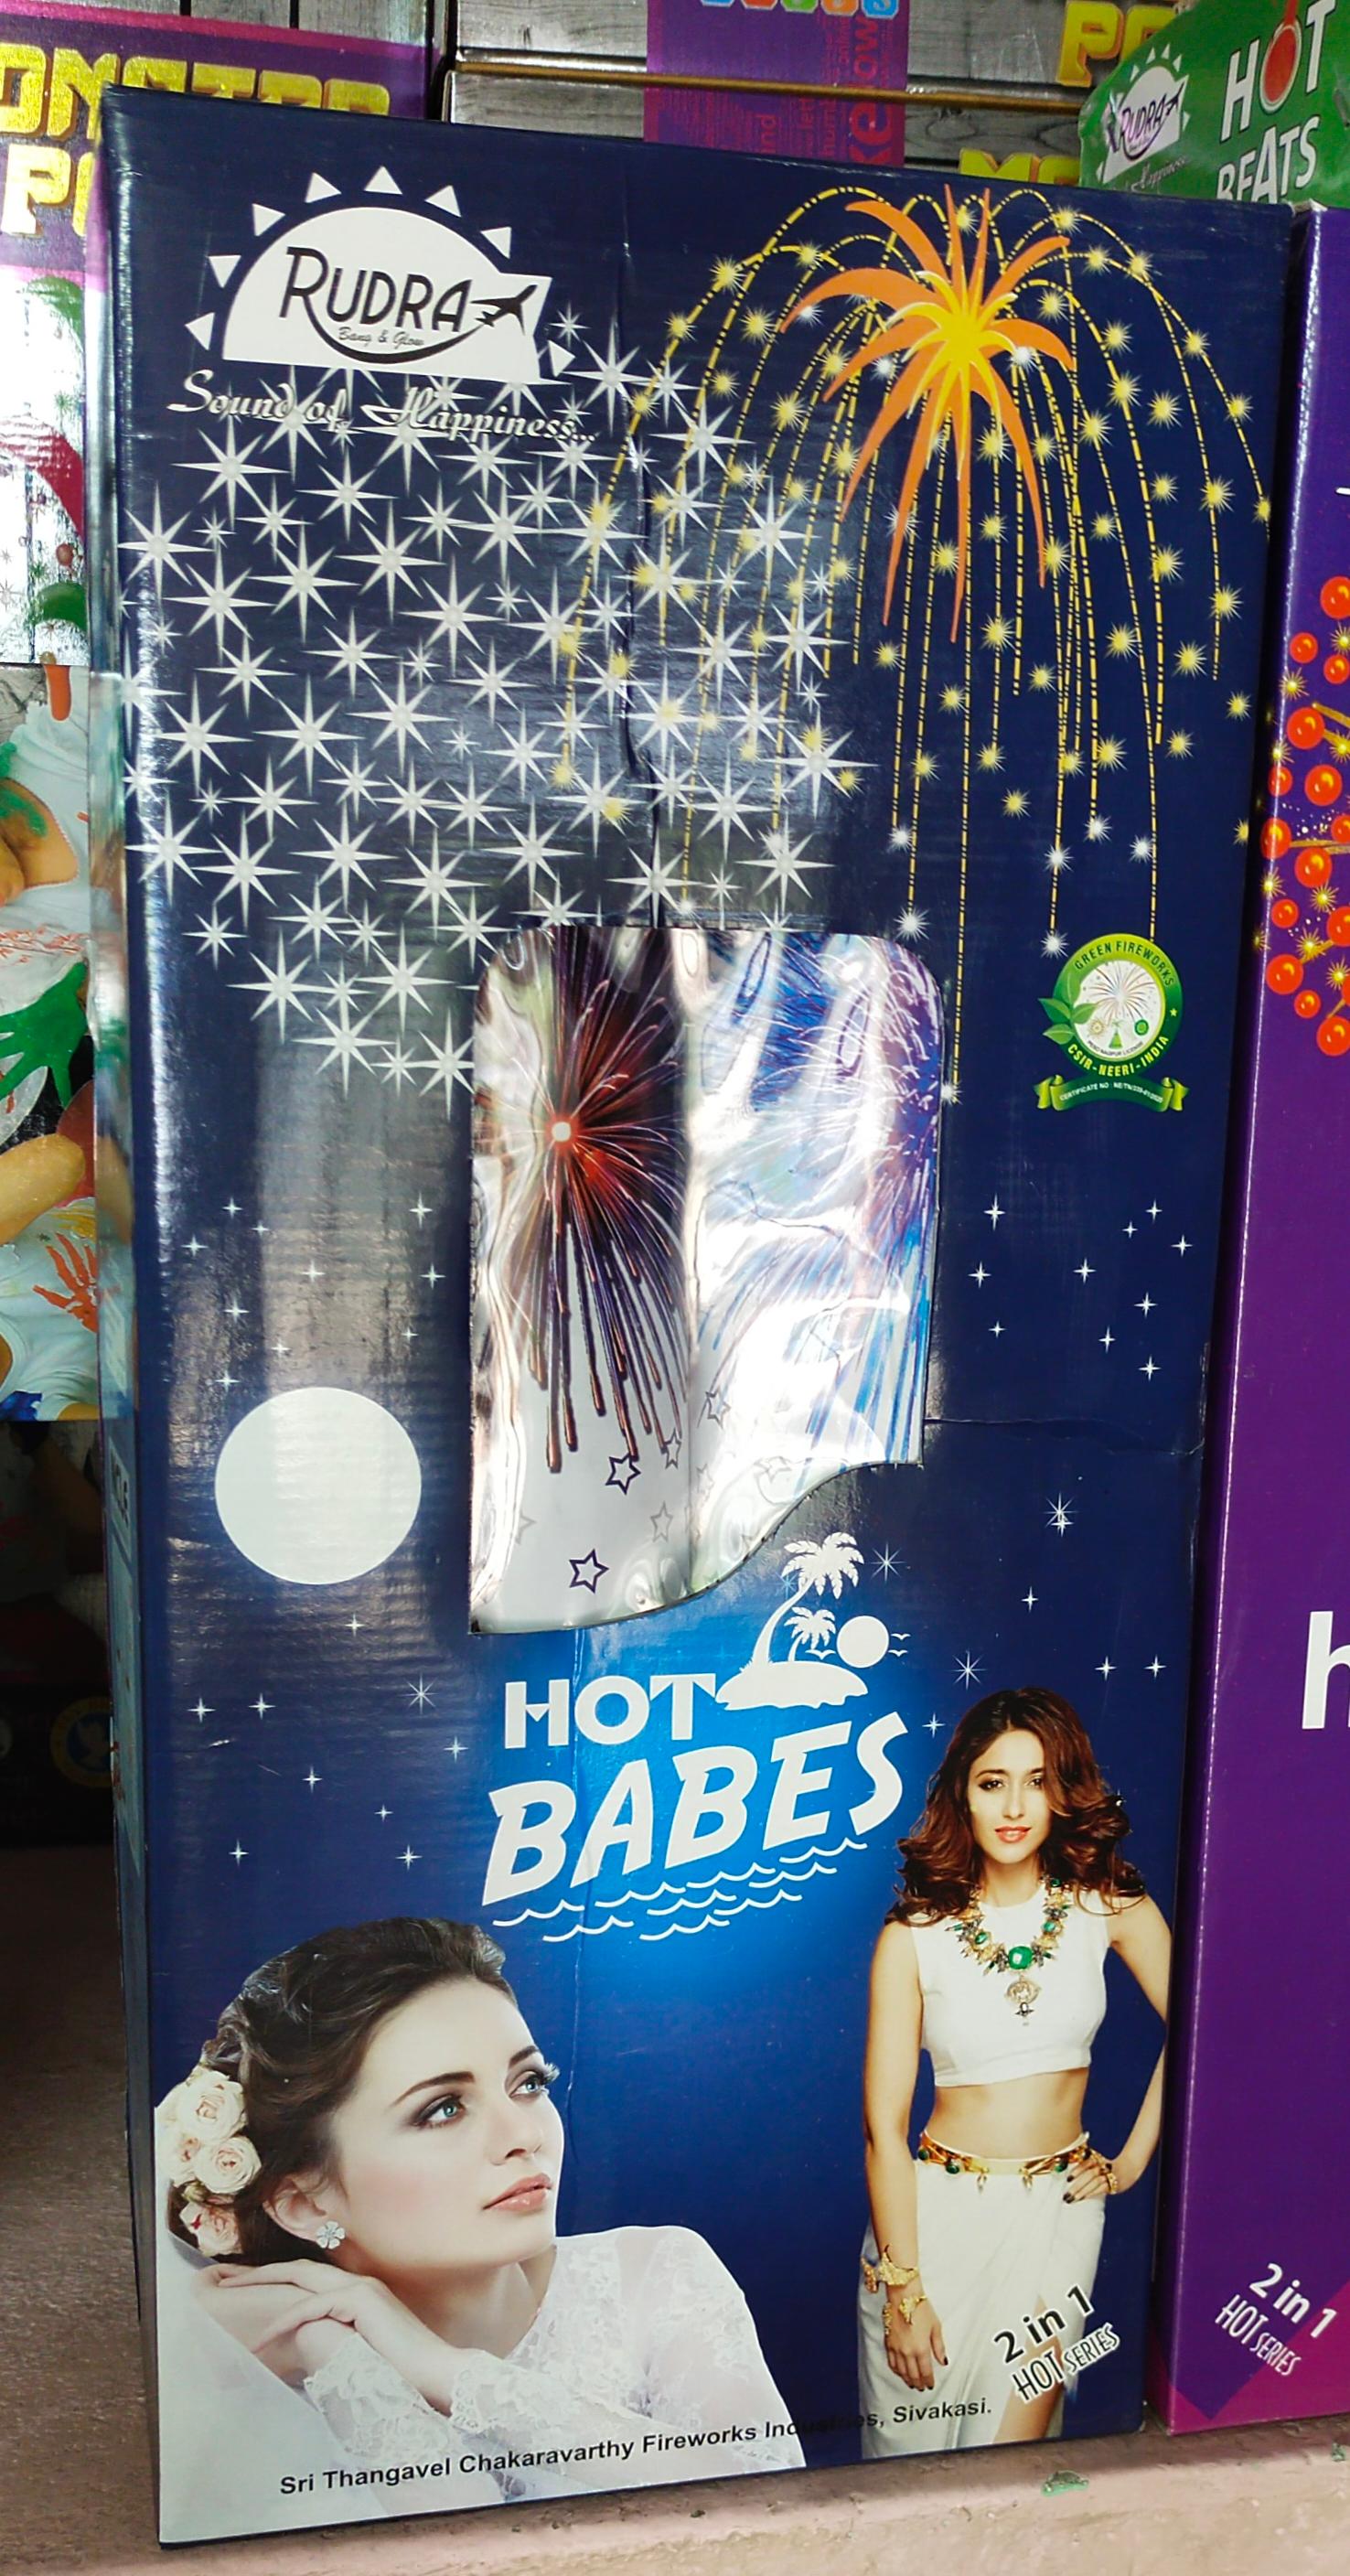 MONSTER
HOT
BEATS
RUDRA
RUDRA
Bang & Glow
Sound of Happiness...
GREEN FIREWORKS
CSIR-NEERI-INDIA
HOT
BABES
2 in 1
HOT SERIES
2 in 1
HOT SERIES
Sri Thangavel Chakaravarthy Fireworks Industries, Sivakasi.